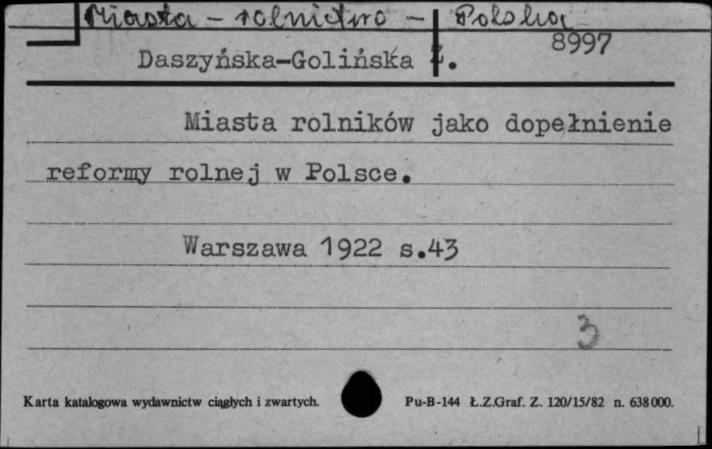 Miasta - rolnictwo - Polska
8997
Daszyńska-Golińska Z.
Miasta rolników jako dopełnienie
reformy rolnej w Polsce.
Warszawa 1922 s.43
3
Karta katalogowa wydawnictw ciągłych i zwartych. Pu-B-144 Ł.Z.Graf. Z. 120/15/82 n. 638000.